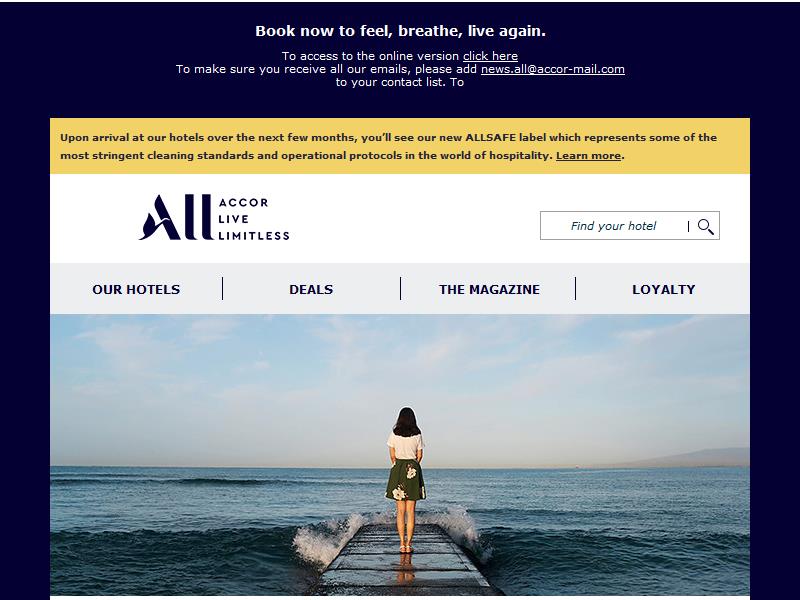 Book now to feel, breathe, live again.
To access to the online version click here
To make sure you receive all our emails, please add news.all@accor-mail.com
to your contact list. To
Upon arrival at our hotels over the next few months, you’ll see our new ALLSAFE label which represents some of the
most stringent cleaning standards and operational protocols in the world of hospitality. Learn more.
All ACCOR
LIVE
LIMITLESS
Find your hotel
OUR HOTELS
DEALS
THE MAGAZINE
LOYALTY